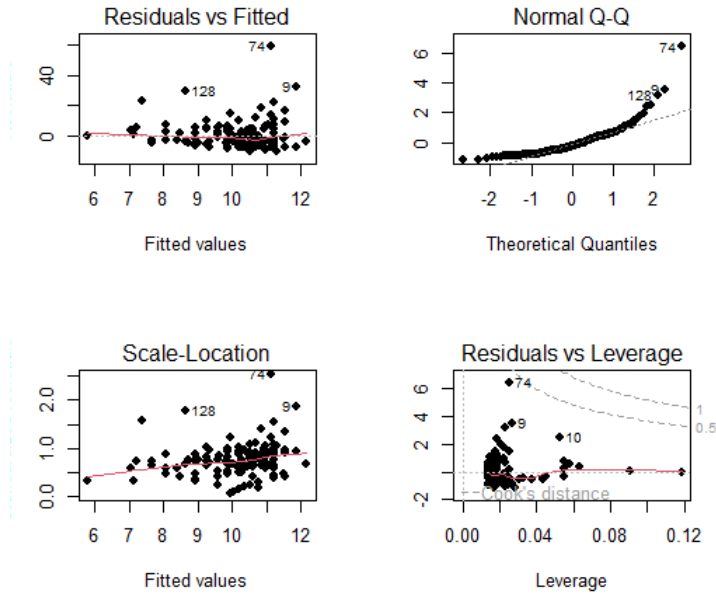 Residuals vs Fitted
74
128
9
0
40
6 7 8 9 10 11 12
Fitted values
Normal Q-Q
74
9
128
0 2 4 6
-2 -1 0 1 2
Theoretical Quantiles
Scale-Location
74
128
9
0.0 1.0 2.0
6 7 8 9 10 11 12
Fitted values
Residuals vs Leverage
74
9
10
1
0.5
Cook's distance
-2 0 2 4 6
0.00 0.04 0.08 0.12
Leverage